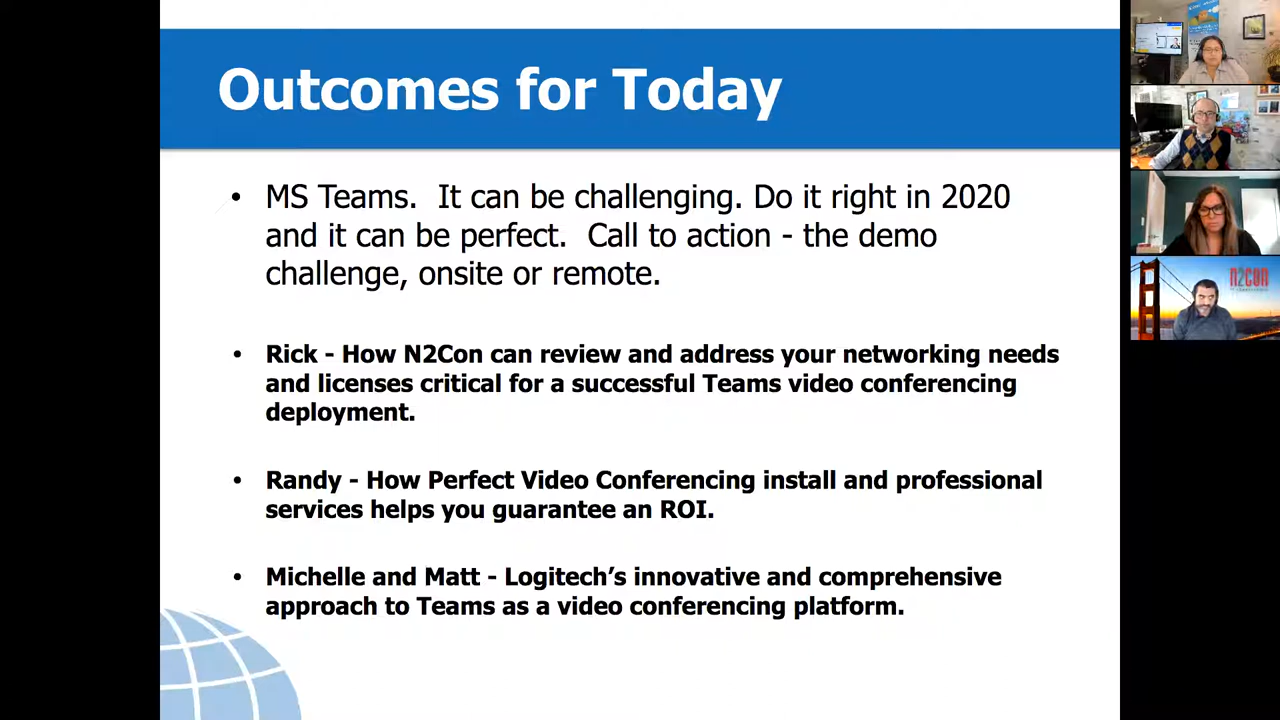 Outcomes for Today
• MS Teams.  It can be challenging. Do it right in 2020
and it can be perfect.  Call to action - the demo
challenge, onsite or remote.
• Rick - How N2Con can review and address your networking needs
and licenses critical for a successful Teams video conferencing
deployment.
• Randy - How Perfect Video Conferencing install and professional
services helps you guarantee an ROI.
• Michelle and Matt - Logitech’s innovative and comprehensive
approach to Teams as a video conferencing platform.
N2CON